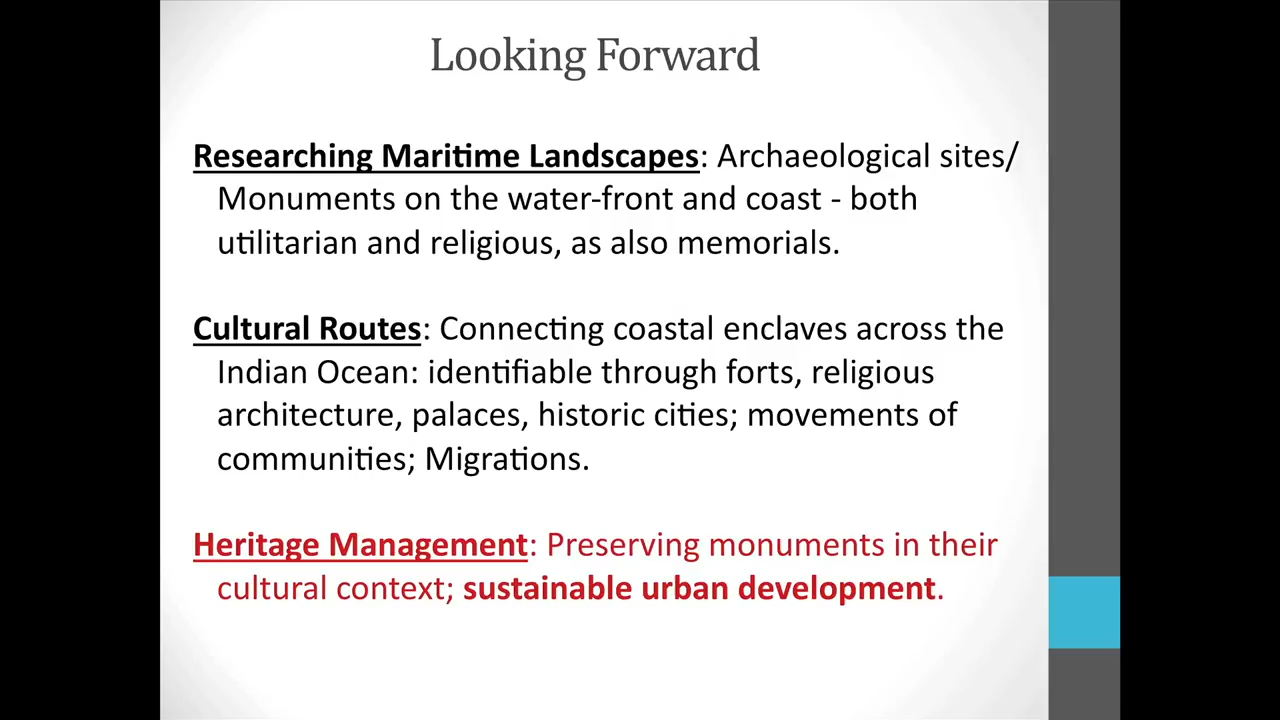 Looking Forward
Researching Maritime Landscapes: Archaeological sites/
Monuments on the water-front and coast - both
utilitarian and religious, as also memorials.
Cultural Routes: Connecting coastal enclaves across the
Indian Ocean: identifiable through forts, religious
architecture, palaces, historic cities; movements of
communities; Migrations.
Heritage Management: Preserving monuments in their
cultural context; sustainable urban development.